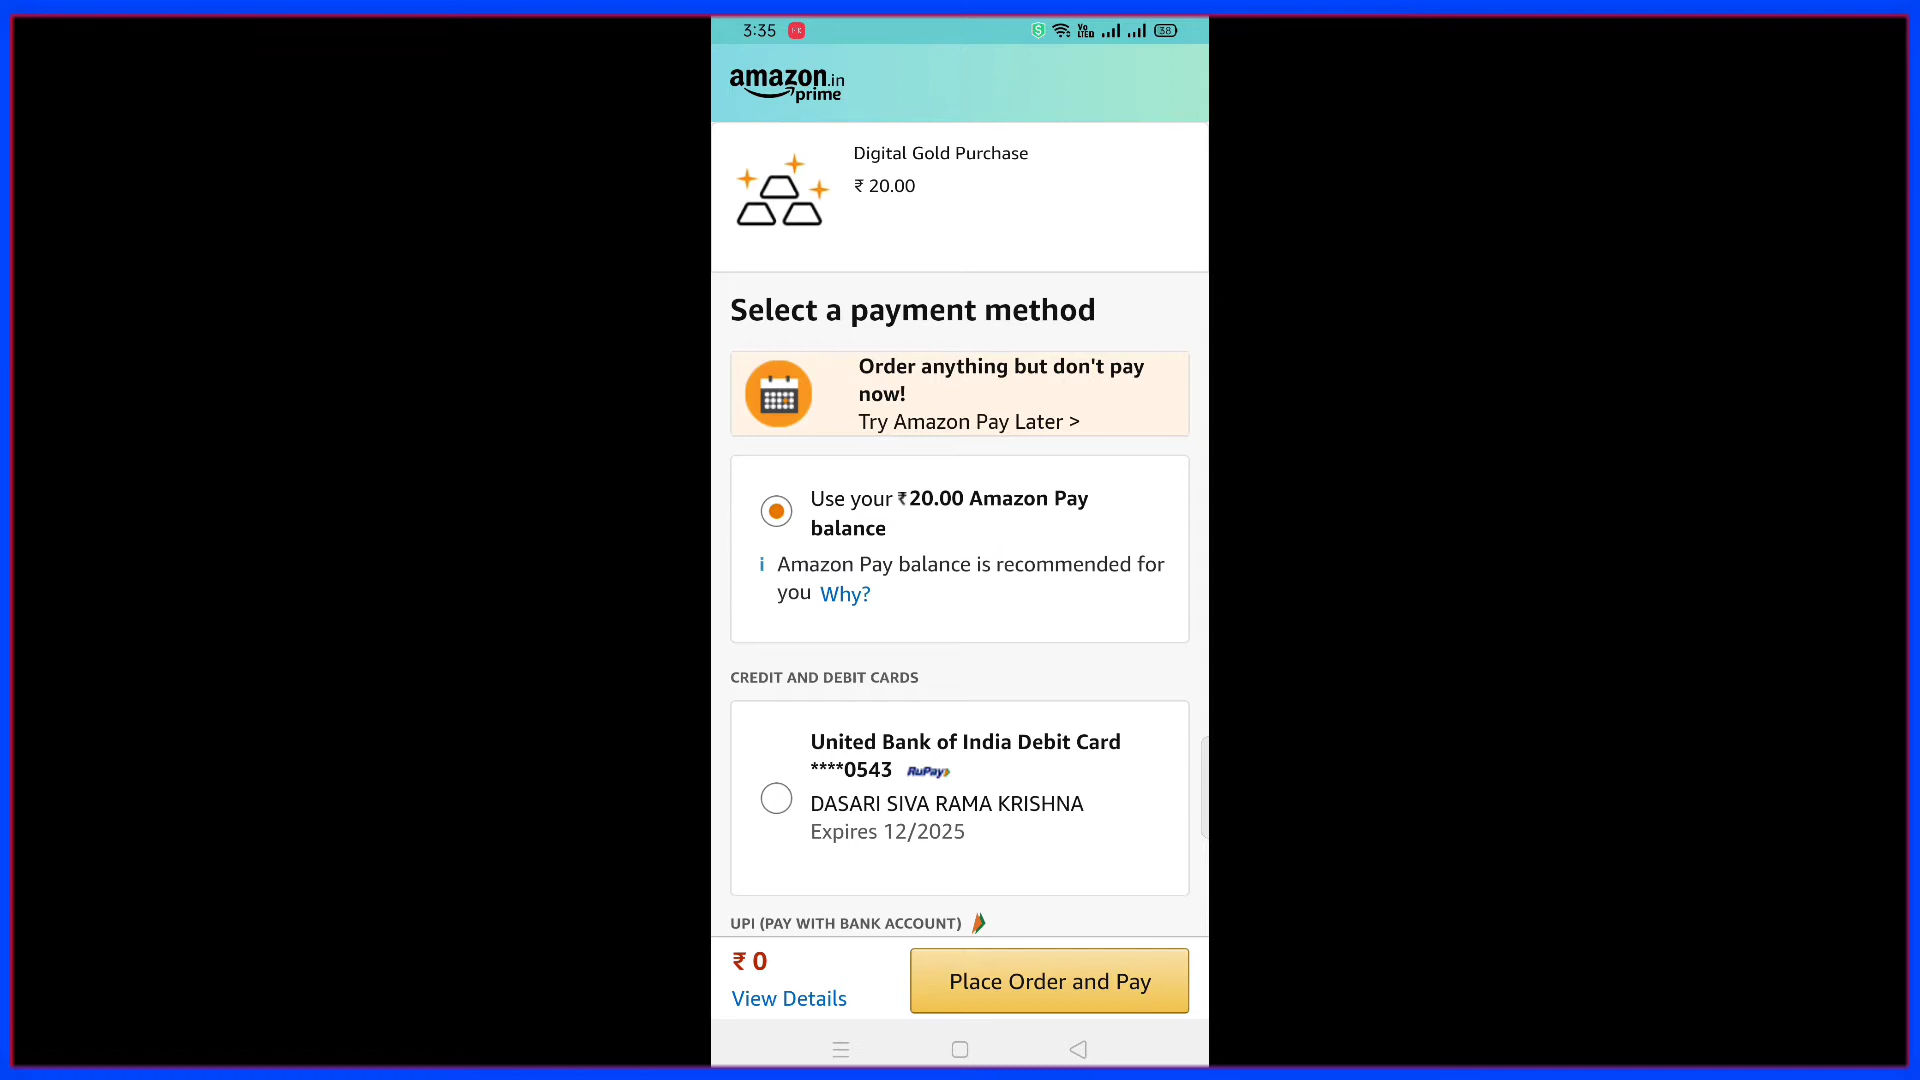 3:35
38
amazon.in
prime
Digital Gold Purchase
₹ 20.00
Select a payment method
Order anything but don't pay
now!
Try Amazon Pay Later >
Use your ₹20.00 Amazon Pay
balance
i Amazon Pay balance is recommended for
you Why?
CREDIT AND DEBIT CARDS
United Bank of India Debit Card
****0543 RuPay
DASARI SIVA RAMA KRISHNA
Expires 12/2025
UPI (PAY WITH BANK ACCOUNT)
₹ 0
Place Order and Pay
View Details